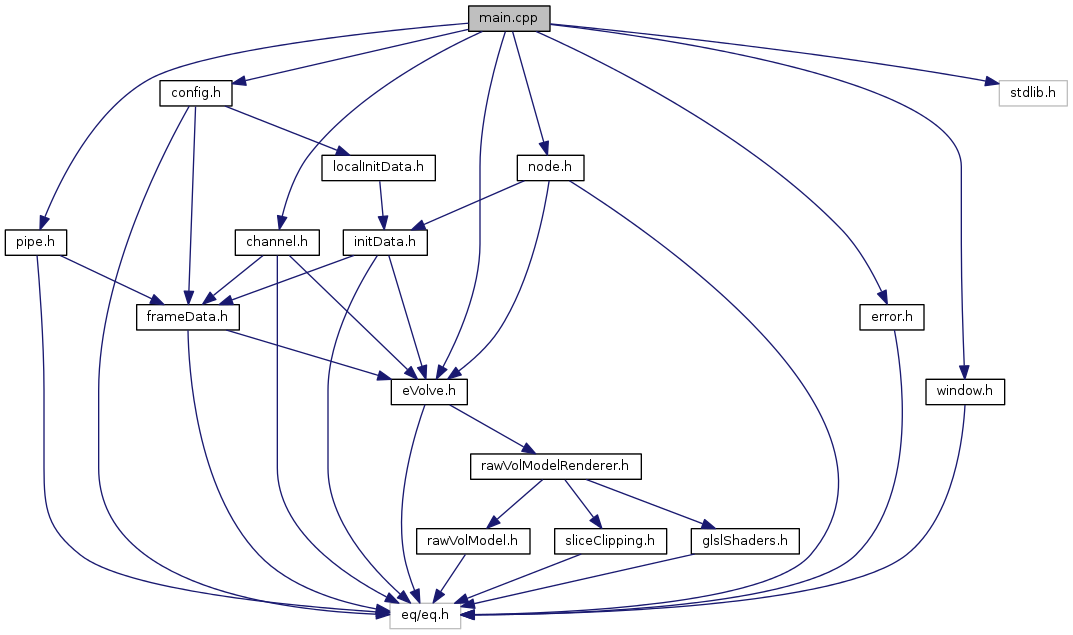 main.cpp
config.h
stdlib.h
localInitData.h
node.h
pipe.h
channel.h
initData.h
frameData.h
error.h
eVolve.h
window.h
rawVolModelRenderer.h
rawVolModel.h
sliceClipping.h
glslShaders.h
eq/eq.h